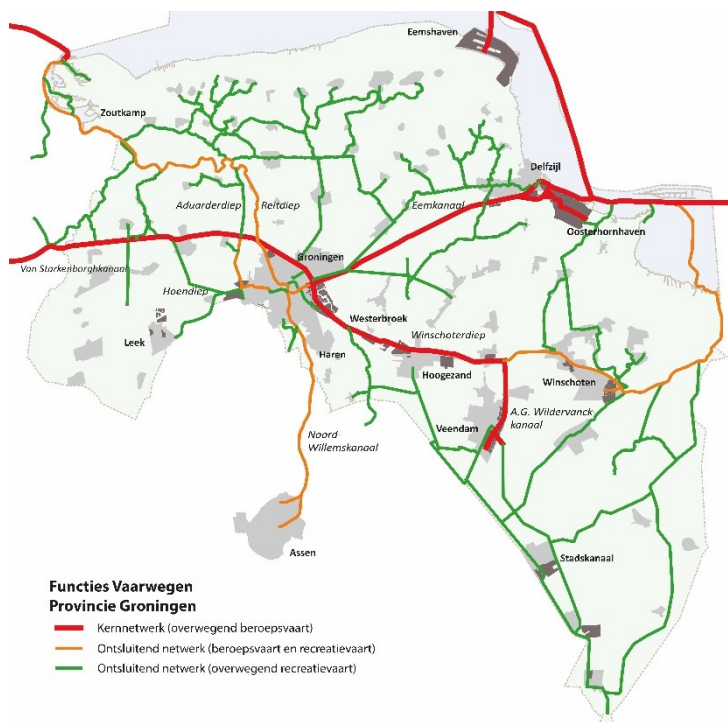 Eemshaven
Zoutkamp
Delfzijl
Aduarderdiep
Reitdiep
Eemkanaal
Oosterhornhaven
Groningen
Van Starkenborghkanaal
Hoendiep
Westerbroek
Winschoterdiep
Leek
Haren
Hoogezand
Winschoten
Veendam
A.G. Wildervanck
kanaal
Noord-
Willemskanaal
Assen
Stadskanaal
Functies Vaarwegen
Provincie Groningen
Kernnetwerk (overwegend beroepsvaart)
Ontsluitend netwerk (beroepsvaart en recreatievaart)
Ontsluitend netwerk (overwegend recreatievaart)